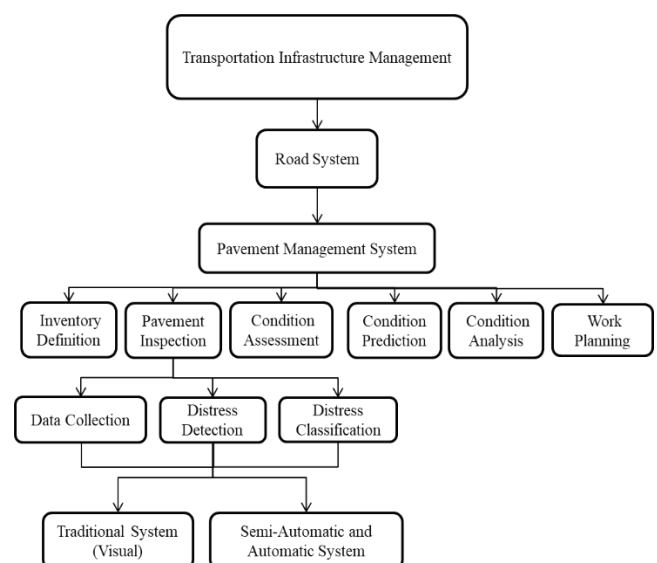 Transportation Infrastructure Management
Road System
Pavement Management System
Inventory
Definition
Pavement
Inspection
Condition
Assessment
Condition
Prediction
Condition
Analysis
Work
Planning
Data Collection
Distress
Detection
Distress
Classification
Traditional System
(Visual)
Semi-Automatic and
Automatic System